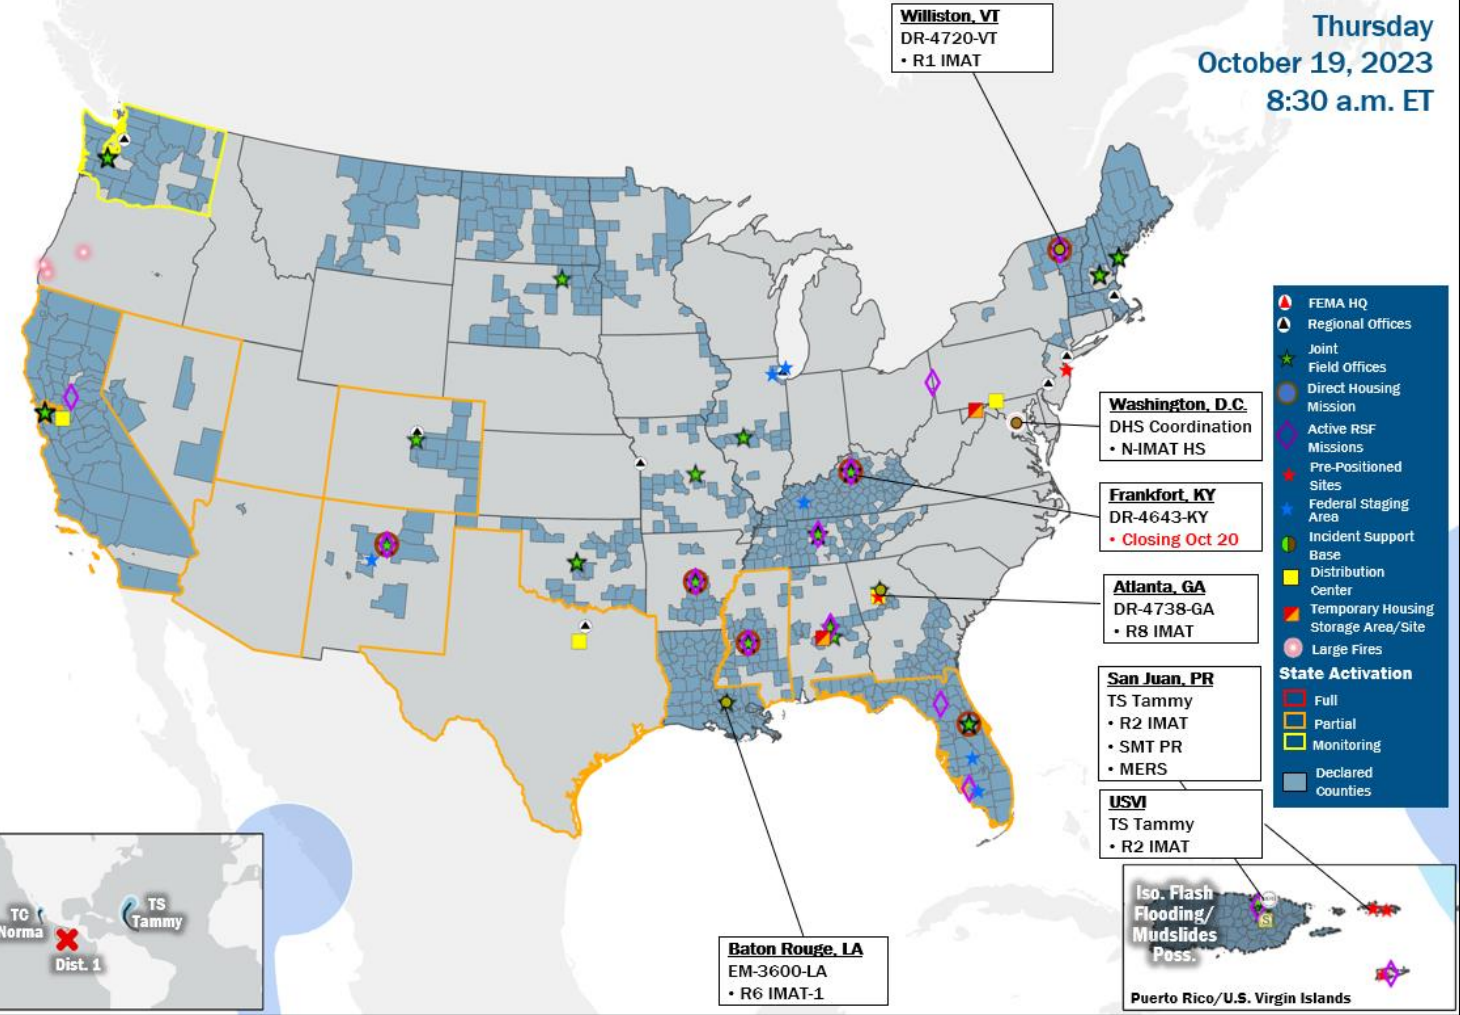 Thursday
October 19, 2023
8:30 a.m. ET
Williston, VT
DR-4720-VT
• R1 IMAT
FEMA HQ
Regional Offices
Joint
Field Offices
Direct Housing
Mission
Active RSF
Missions
Pre-Positioned
Sites
Federal Staging
Area
Incident Support
Base
Distribution
Center
Temporary Housing
Storage Area/Site
Large Fires
State Activation
Full
Partial
Monitoring
Declared
Counties
Washington, D.C.
DHS Coordination
• N-IMAT HS
Frankfort, KY
DR-4643-KY
• Closing Oct 20
Atlanta, GA
DR-4738-GA
• R8 IMAT
San Juan, PR
TS Tammy
• R2 IMAT
• SMT PR
• MERS
USVI
TS Tammy
• R2 IMAT
Iso. Flash
Flooding/
Mudslides
Poss.
S
Puerto Rico/U.S. Virgin Islands
Baton Rouge, LA
EM-3600-LA
• R6 IMAT-1
TC
Norma
TS
Tammy
Dist. 1